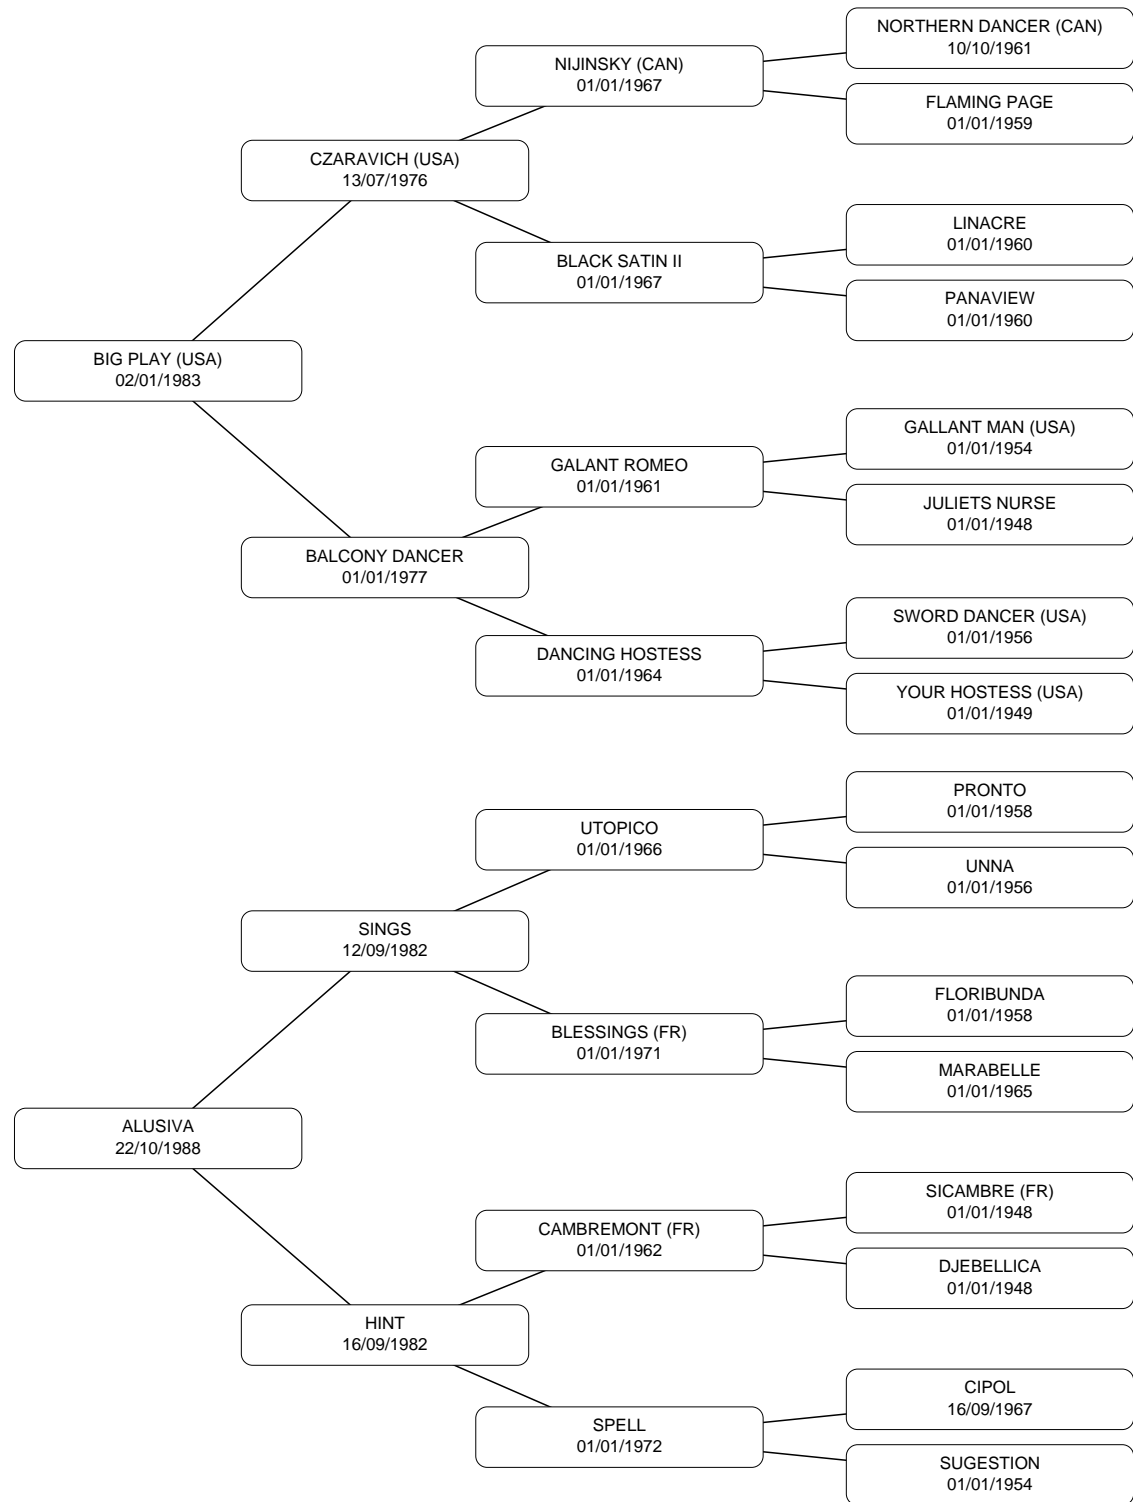 NORTHERN DANCER (CAN)
10/10/1961
NIJINSKY (CAN)
01/01/1967
FLAMING PAGE
01/01/1959
CZARAVICH (USA)
13/07/1976
LINACRE
01/01/1960
BLACK SATIN II
01/01/1967
PANAVIEW
01/01/1960
BIG PLAY (USA)
02/01/1983
GALLANT MAN (USA)
01/01/1954
GALANT ROMEO
01/01/1961
JULIETS NURSE
01/01/1948
BALCONY DANCER
01/01/1977
SWORD DANCER (USA)
01/01/1956
DANCING HOSTESS
01/01/1964
YOUR HOSTESS (USA)
01/01/1949
PRONTO
01/01/1958
UTOPICO
01/01/1966
UNNA
01/01/1956
SINGS
12/09/1982
FLORIBUNDA
01/01/1958
BLESSINGS (FR)
01/01/1971
MARABELLE
01/01/1965
ALUSIVA
22/10/1988
SICAMBRE (FR)
01/01/1948
CAMBREMONT (FR)
01/01/1962
DJEBELLICA
01/01/1948
HINT
16/09/1982
CIPOL
16/09/1967
SPELL
01/01/1972
SUGESTION
01/01/1954